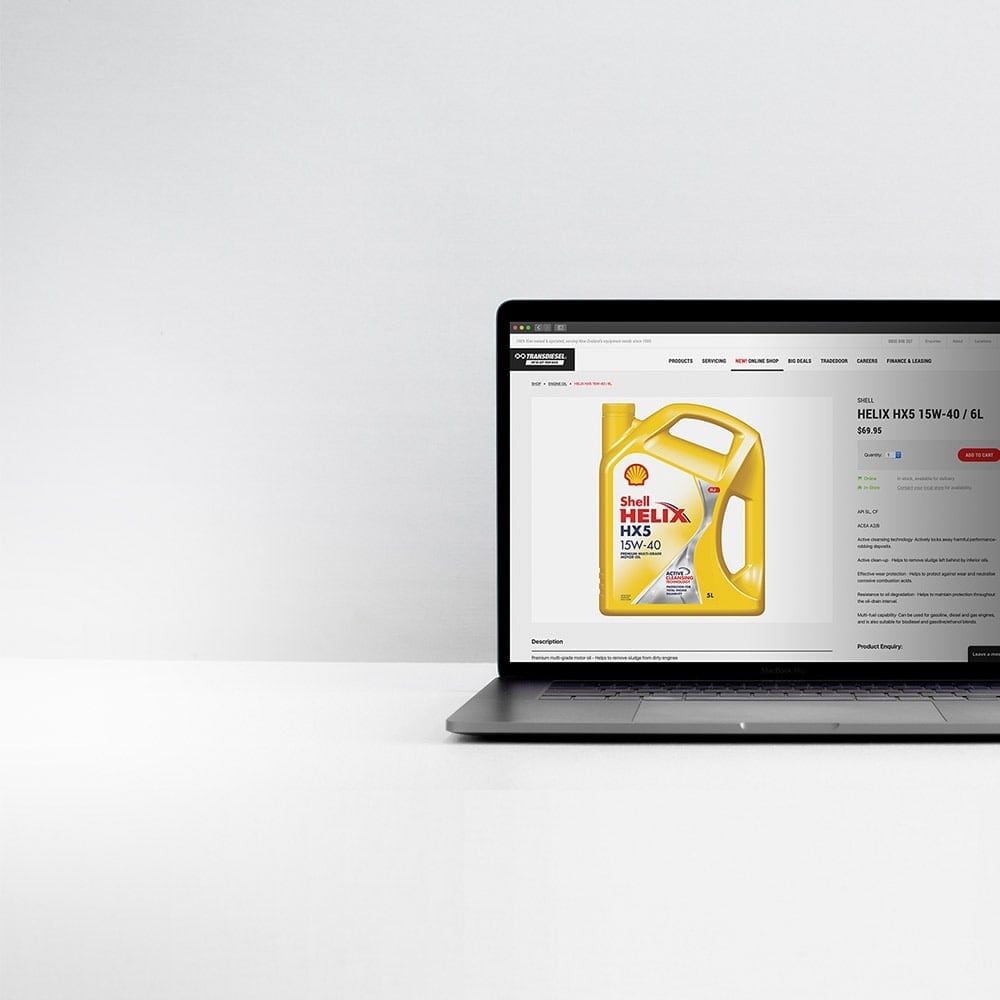 100% Kiwi owned & operated, serving New Zealand's equipment needs since 1980
Enquiries About Locations
TRANSDIESEL
PRODUCTS SERVICING NEW! ONLINE SHOP BIG DEALS TRADEDOOR CAREERS FINANCE & LEASING
SHOP ENGINE OIL HELIX HX5 15W-40 / 6L
SHELL
HELIX HX5 15W-40 / 6L
$69.95
Quantity: 1 ADD TO CART
Online In-stock, available for delivery
In-Store Contact your local store for availability
API SL, CF
ACEA A3/B3
Active cleansing technology- Actively locks away harmful performance-
robbing deposits.
Active clean-up - Helps to remove sludge left behind by inferior oils.
Effective wear protection - Helps to protect against wear and neutralise
corrosive combustion acids.
Resistance to oil degradation - Helps to maintain protection throughout
the oil-drain interval.
Multi-fuel capability- Can be used for gasoline, diesel and gas engines,
and is also suitable for biodiesel and gasoline/ethanol blends.
Product Enquiry:
Leave a
Shell
HELIX
HX5
15W-40
PREMIUM MULTI-GRADE
MOTOR OIL
ACTIVE
CLEANSING
TECHNOLOGY
PROTECTION FOR
TOTAL ENGINE
5L
Description
Premium multi-grade motor oil - Helps to remove sludge from dirty engines
MacBook Pro